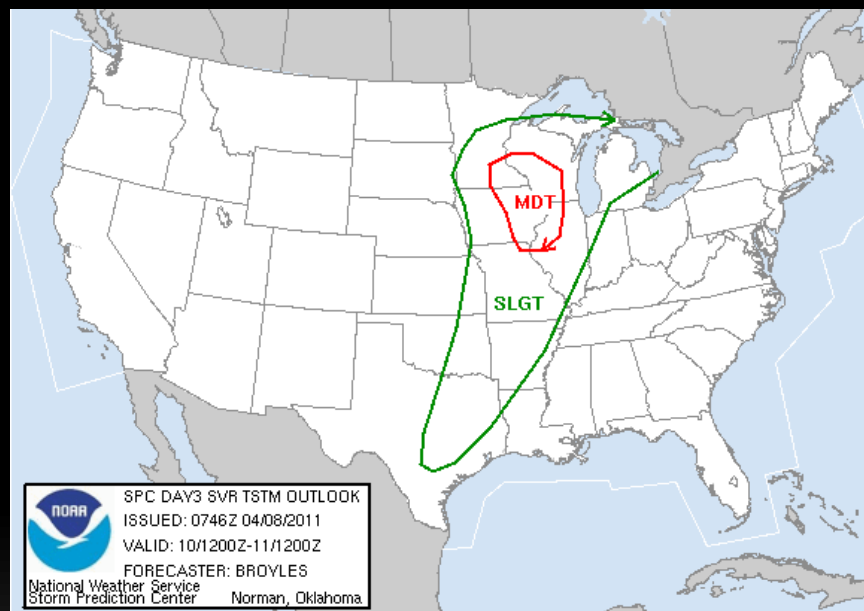 MDT
SLGT
NOAA
SPC DAY3 SVR TSTM OUTLOOK
ISSUED: 0746Z 04/08/2011
VALID: 10/1200Z-11/1200Z
FORECASTER: BROYLES
National Weather Service
Storm Prediction Center Norman, Oklahoma